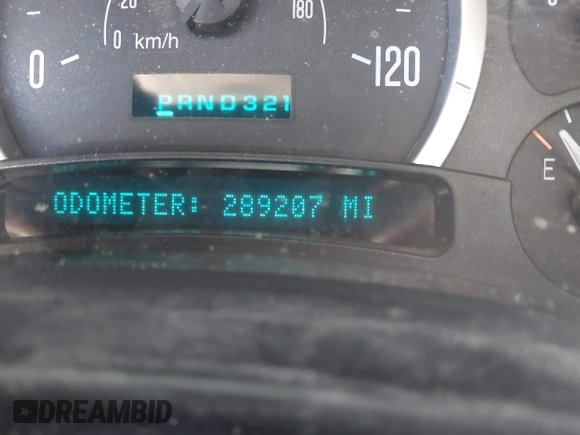 20
180
0 km/h
0
120
PRND321
E
ODOMETER: 289207 MI
DREAMBID